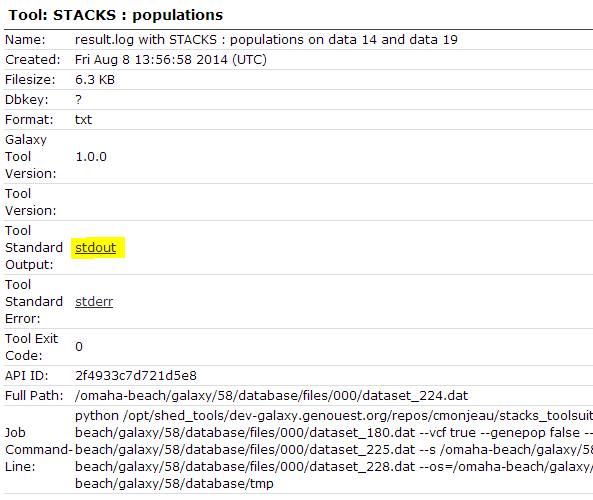 Tool: STACKS : populations
Name: result.log with STACKS : populations on data 14 and data 19
Created: Fri Aug 8 13:56:58 2014 (UTC)
Filesize: 6.3 KB
Dbkey: ?
Format: txt
Galaxy
Tool 1.0.0
Version:
Tool
Version:
Tool
Standard stdout
Output:
Tool
Standard stderr
Error:
Tool Exit
Code: 0
API ID: 2f4933c7d721d5e8
Full Path: /omaha-beach/galaxy/58/database/files/000/dataset_224.dat
python /opt/shed_tools/dev-galaxy.genouest.org/repos/cmonjeau/stacks_toolsuit
Job beach/galaxy/58/database/files/000/dataset_180.dat --vcf true --genepop false --
Command- beach/galaxy/58/database/files/000/dataset_225.dat --s /omaha-beach/galaxy/58
Line: beach/galaxy/58/database/files/000/dataset_228.dat --os=/omaha-beach/galaxy/
beach/galaxy/58/database/tmp